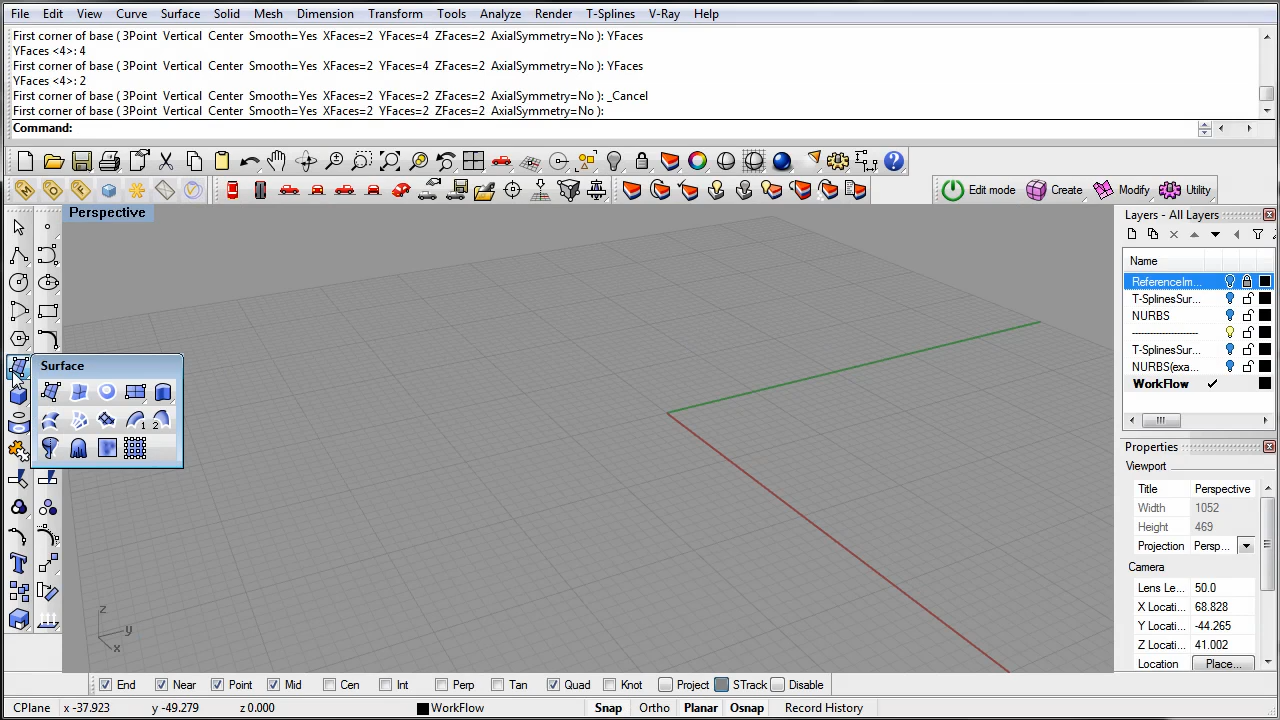 File Edit View Curve Surface Solid Mesh Dimension Transform Tools Analyze Render T-Splines V-Ray Help
First corner of base ( 3Point Vertical Center Smooth=Yes XFaces=2 YFaces=4 ZFaces=2 AxialSymmetry=No ): YFaces
YFaces <4>: 4
First corner of base ( 3Point Vertical Center Smooth=Yes XFaces=2 YFaces=4 ZFaces=2 AxialSymmetry=No ): YFaces
YFaces <4>: 2
First corner of base ( 3Point Vertical Center Smooth=Yes XFaces=2 YFaces=2 ZFaces=2 AxialSymmetry=No ): _Cancel
First corner of base ( 3Point Vertical Center Smooth=Yes XFaces=2 YFaces=2 ZFaces=2 AxialSymmetry=No ):
Command:
Edit mode Create Modify Utility
Perspective
Surface
1 2
z
y
x
Layers - All Layers
Name
ReferenceIm...
T-SplinesSur...
NURBS
----------------------
T-SplinesSur...
NURBS(exa...
WorkFlow
Properties
Viewport
Title Perspective
Width 1052
Height 469
Projection Persp...
Camera
Lens Le... 50.0
X Locati... 68.828
Y Locati... -44.265
Z Locati... 41.002
Location Place...
End Near Point Mid Cen Int Perp Tan Quad Knot Project STrack Disable
CPlane x -37.923 y -49.279 z 0.000 WorkFlow Snap Ortho Planar Osnap Record History